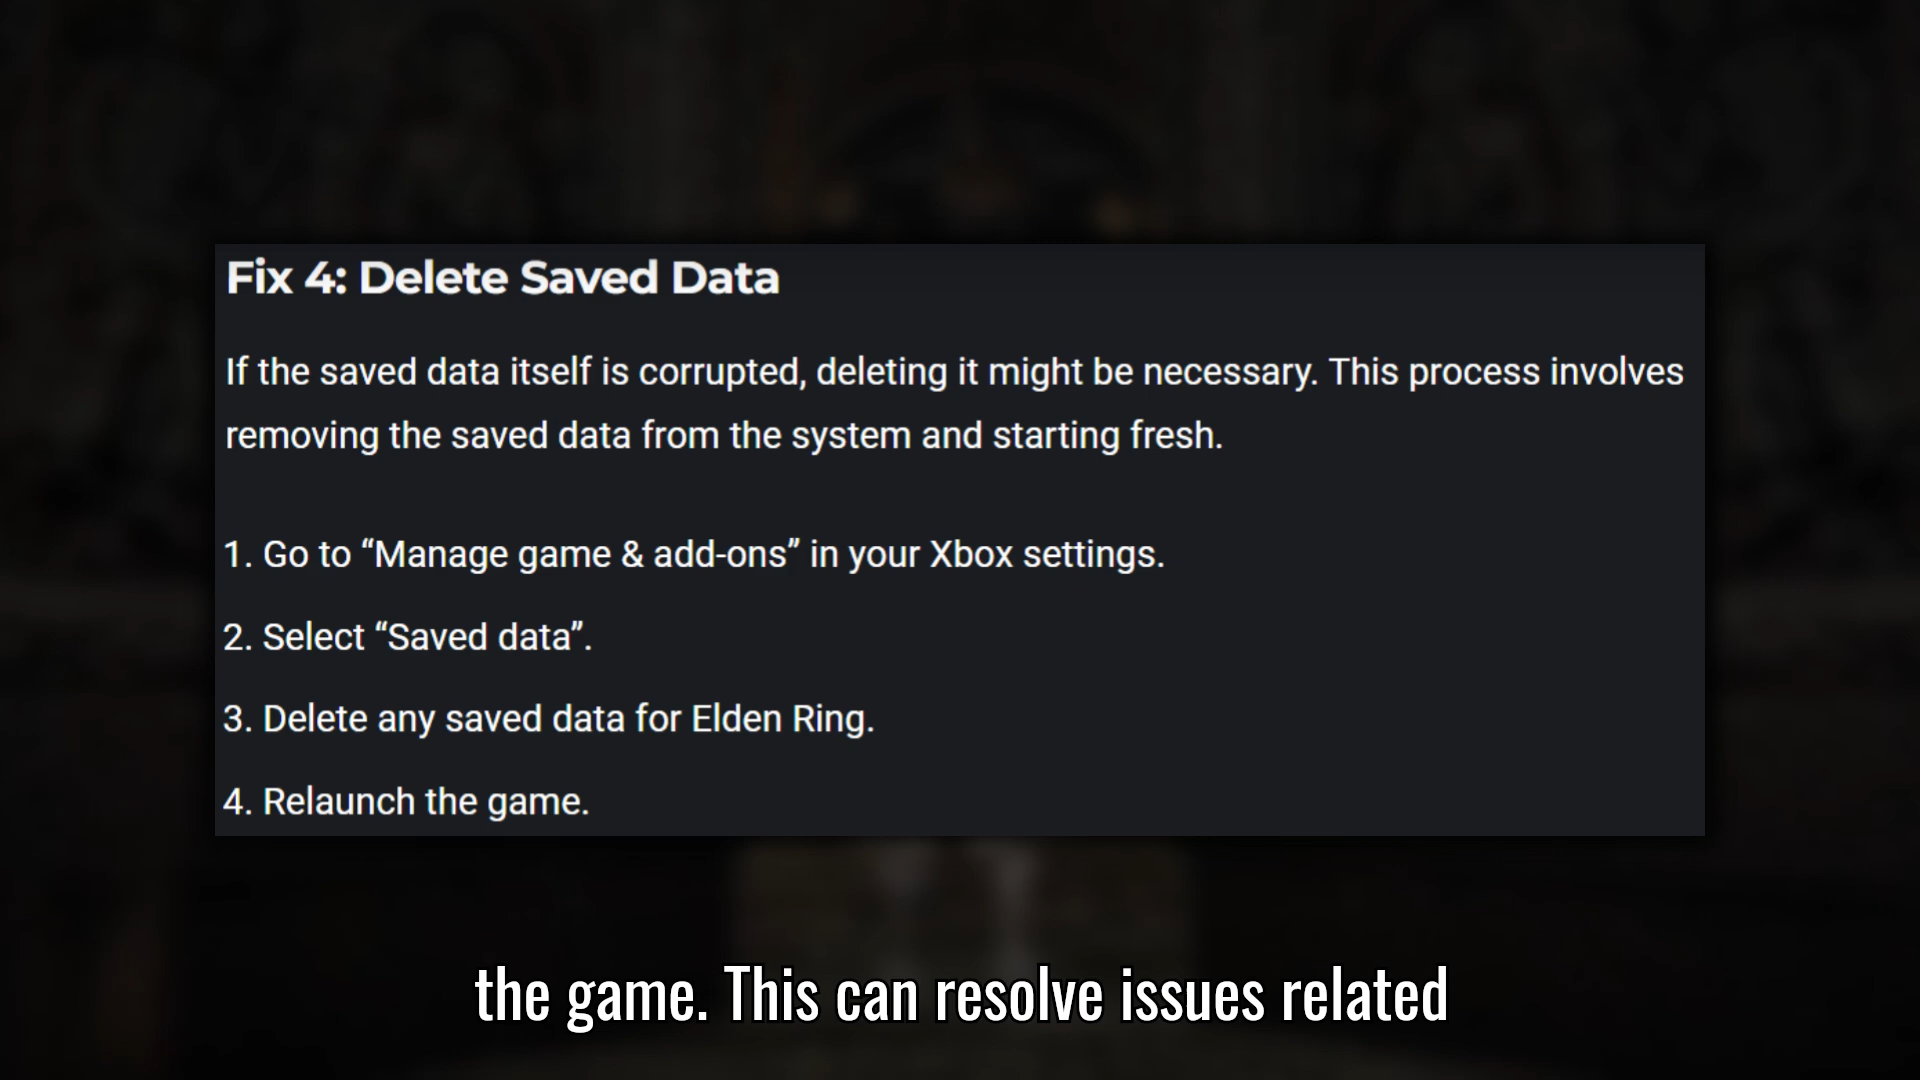 Fix 4: Delete Saved Data
If the saved data itself is corrupted, deleting it might be necessary. This process involves
removing the saved data from the system and starting fresh.
1. Go to “Manage game & add-ons” in your Xbox settings.
2. Select “Saved data”.
3. Delete any saved data for Elden Ring.
4. Relaunch the game.
the game. This can resolve issues related